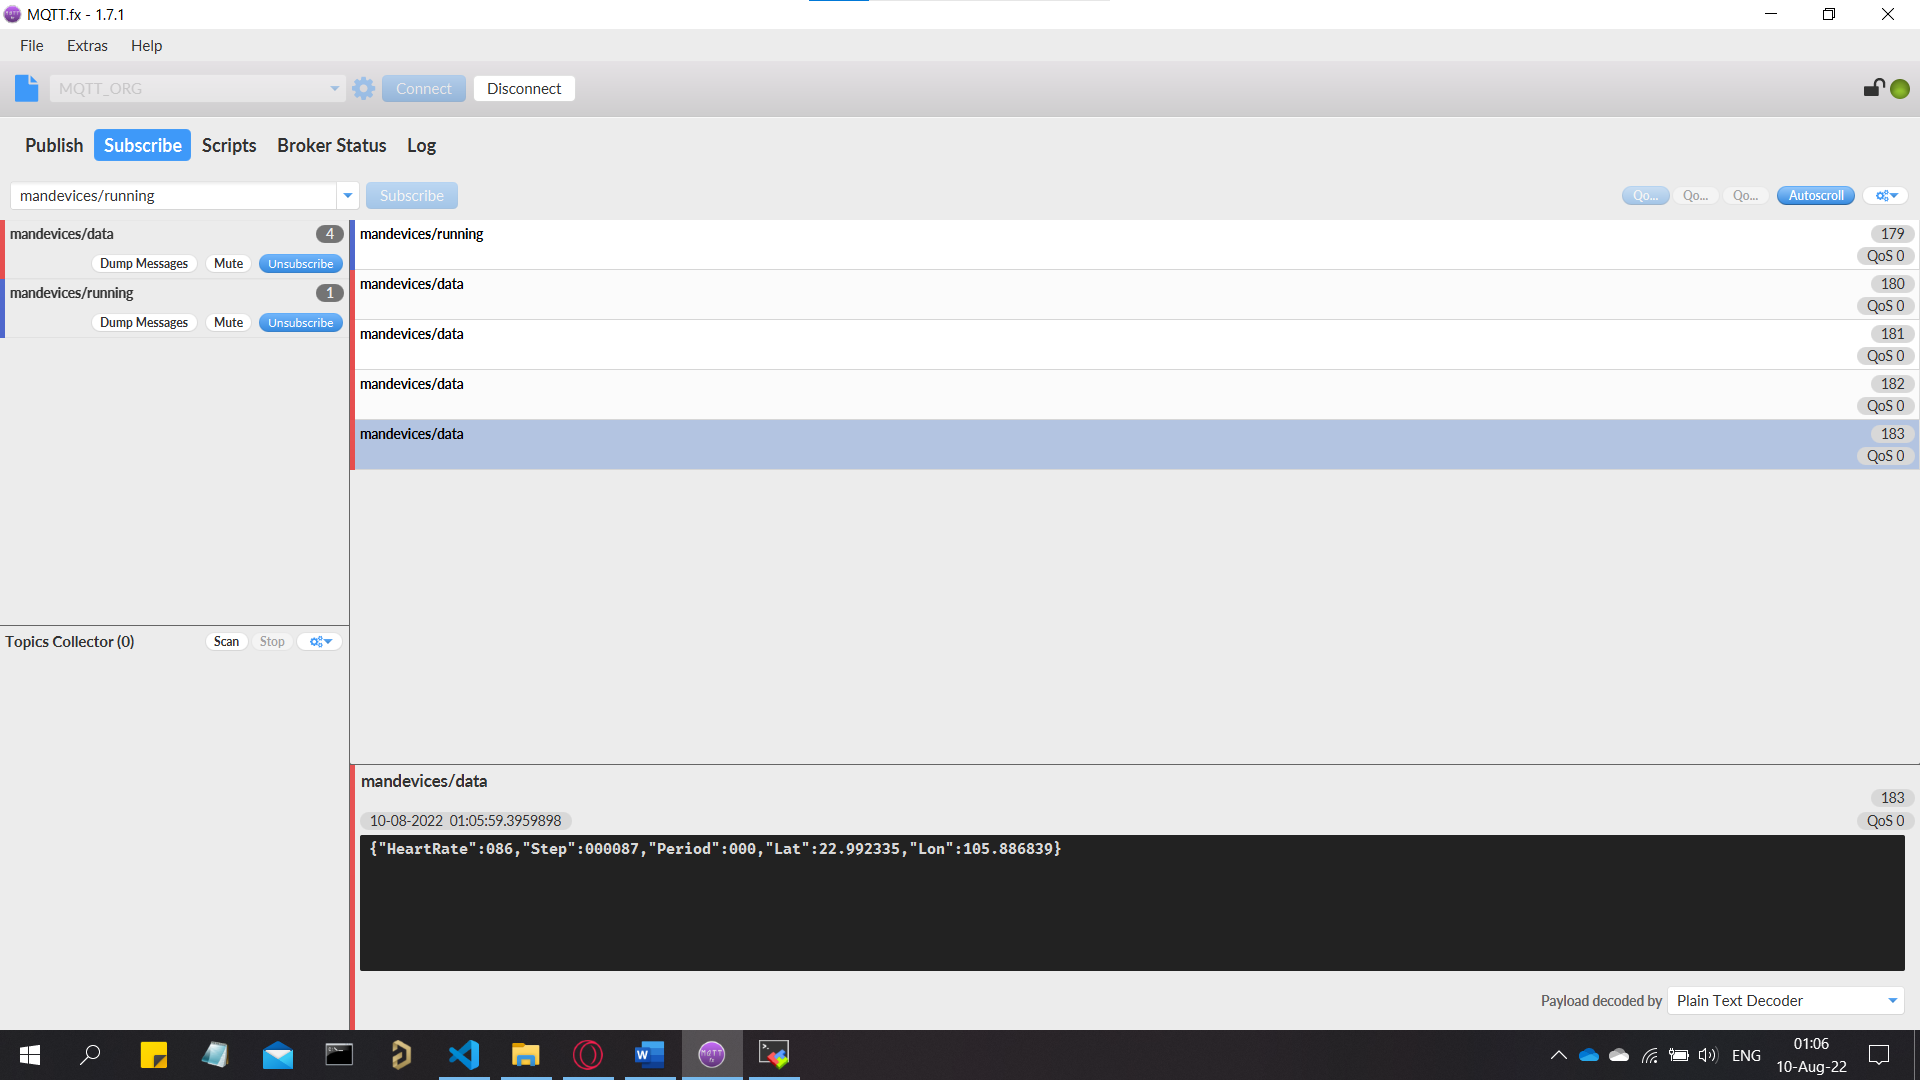 MQTT.fx - 1.7.1
File Extras Help
MQTT_ORG Connect Disconnect
Publish Subscribe Scripts Broker Status Log
mandevices/running Subscribe Qo... Qo... Qo... Autoscroll
mandevices/data 4
Dump Messages Mute Unsubscribe
mandevices/running 1
Dump Messages Mute Unsubscribe
mandevices/running 179
QoS 0
mandevices/data 180
QoS 0
mandevices/data 181
QoS 0
mandevices/data 182
QoS 0
mandevices/data 183
QoS 0
Topics Collector (0) Scan Stop
mandevices/data
183
10-08-2022 01:05:59.3959898 QoS 0
{"HeartRate":086,"Step":000087,"Period":000,"Lat":22.992335,"Lon":105.886839}
Payload decoded by Plain Text Decoder
ENG
01:06
10-Aug-22